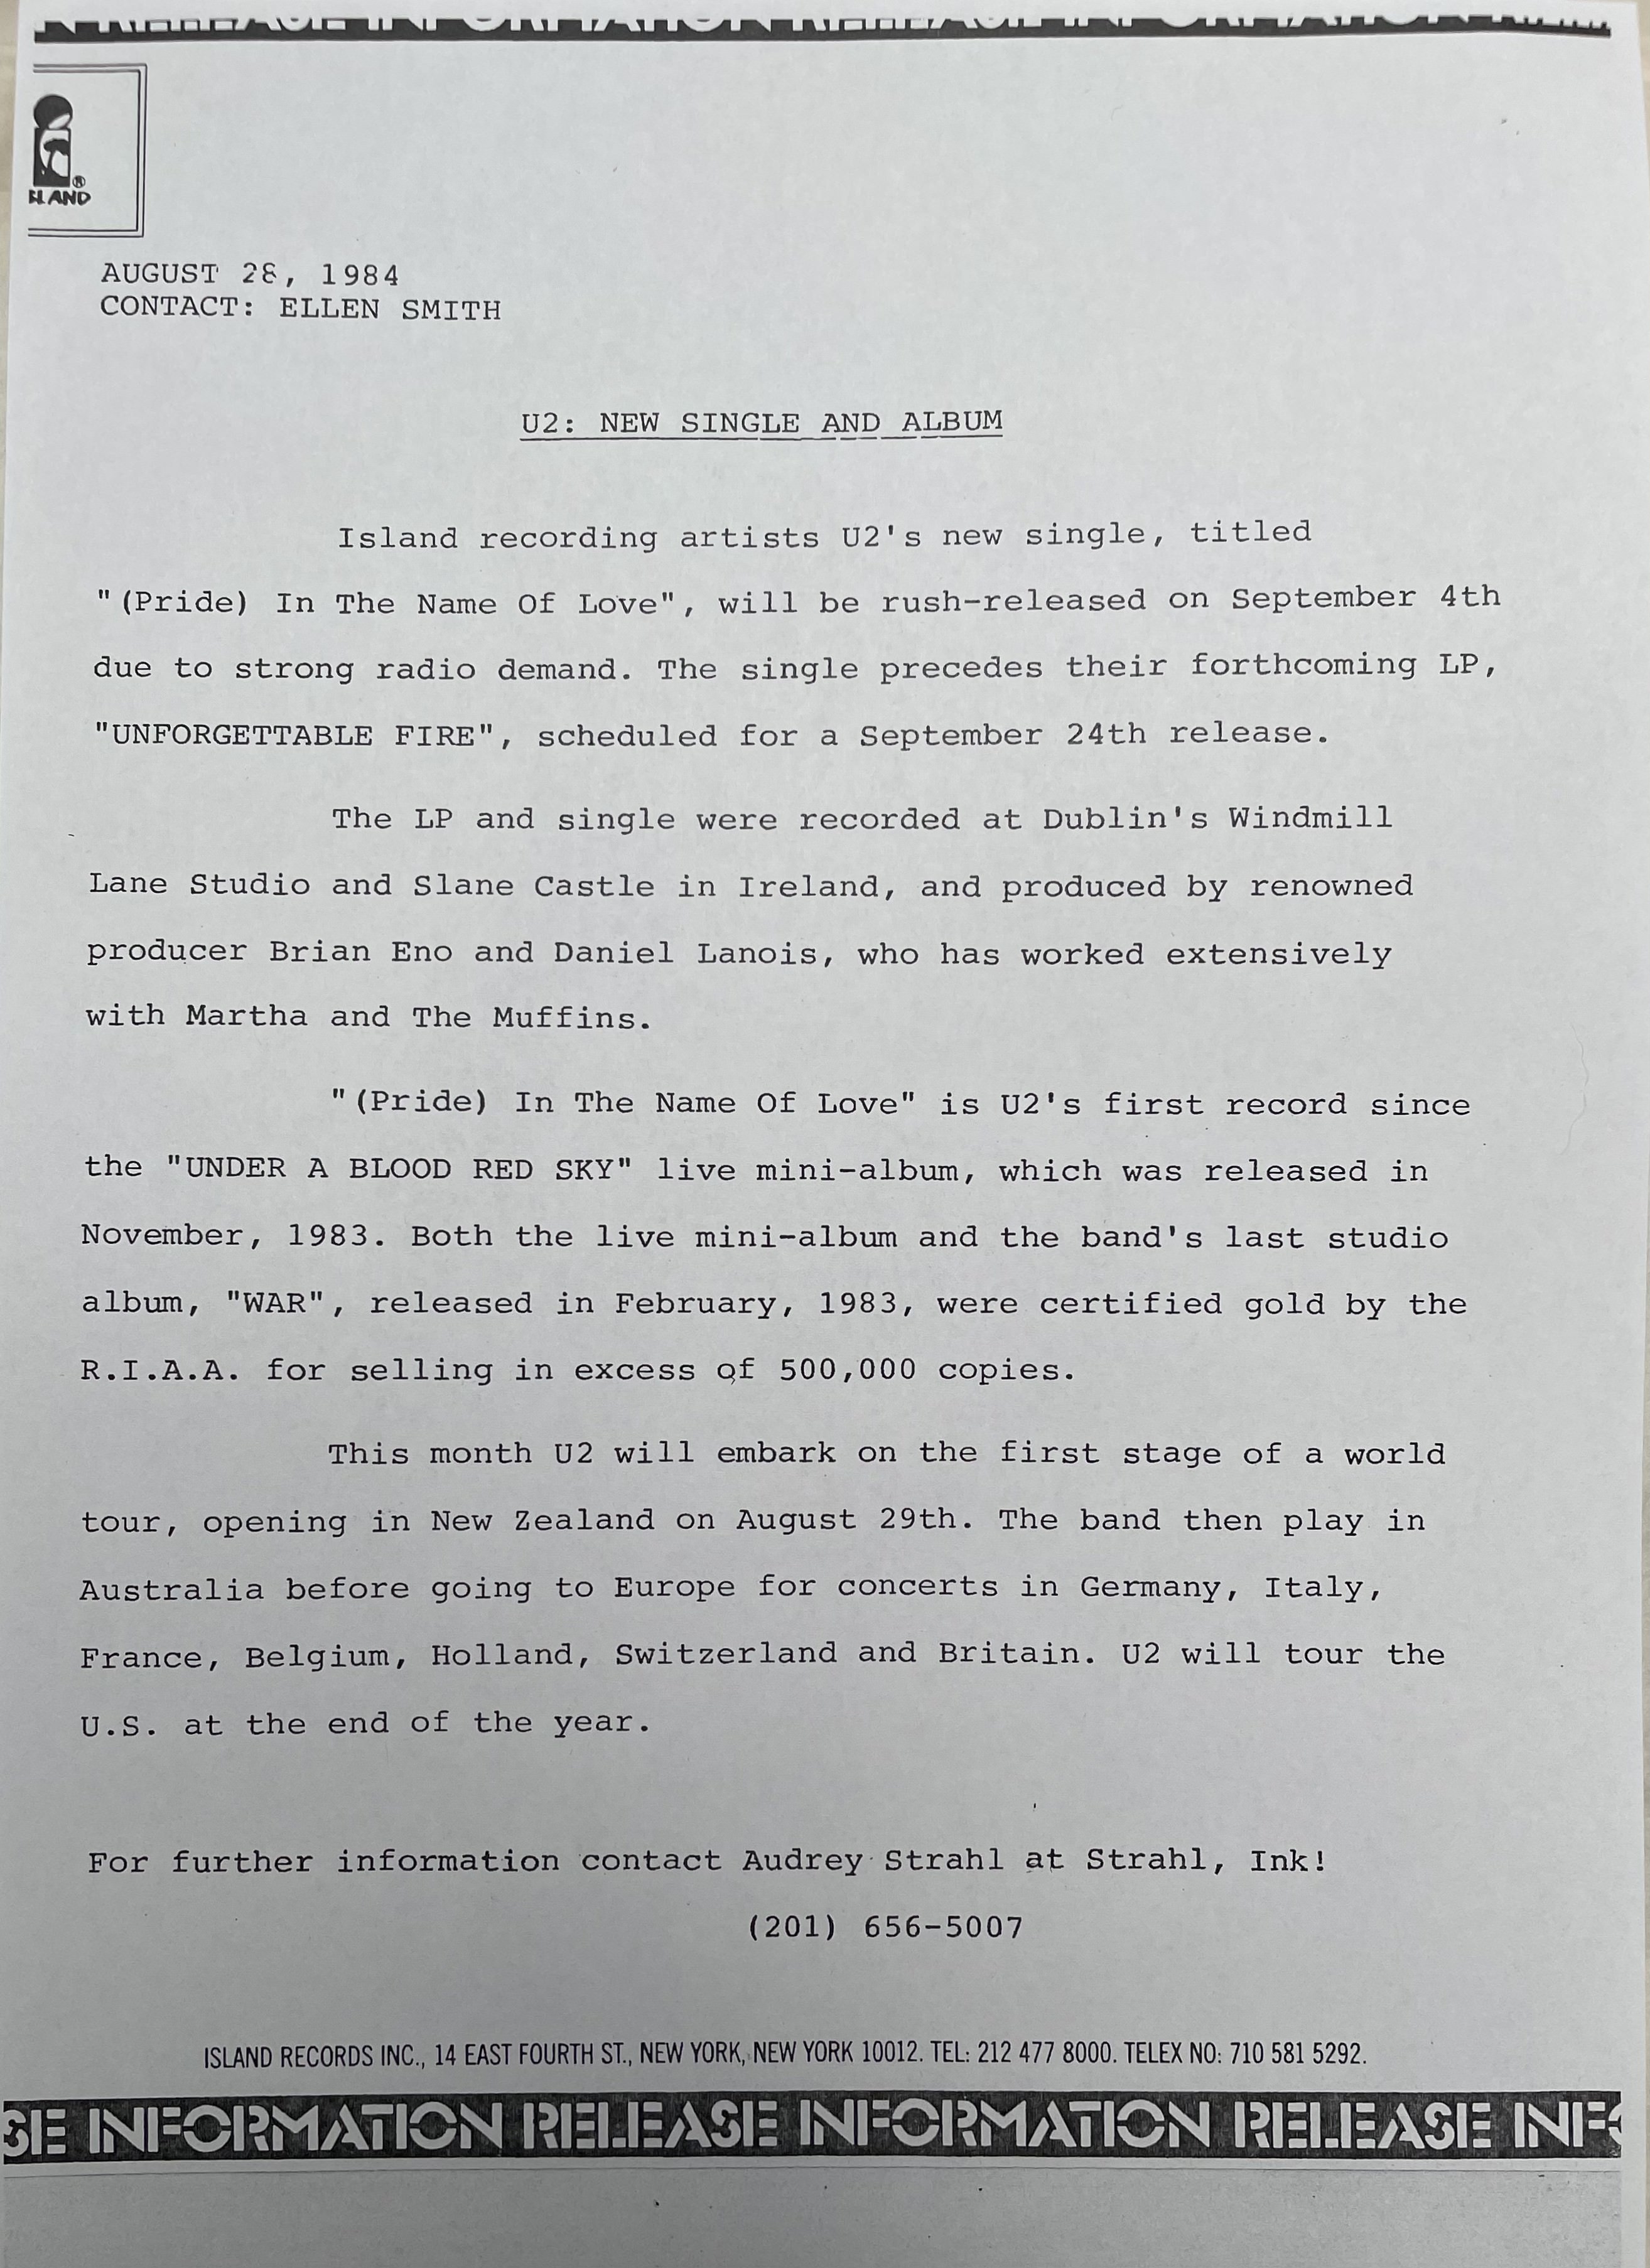 RELEASE INFORMATION RELEASE INFORMATION
ISLAND®
AUGUST 28, 1984
CONTACT: ELLEN SMITH
U2: NEW SINGLE AND ALBUM
Island recording artists U2's new single, titled
"(Pride) In The Name Of Love", will be rush-released on September 4th
due to strong radio demand. The single precedes their forthcoming LP,
"UNFORGETTABLE FIRE", scheduled for a September 24th release.
The LP and single were recorded at Dublin's Windmill
Lane Studio and Slane Castle in Ireland, and produced by renowned
producer Brian Eno and Daniel Lanois, who has worked extensively
with Martha and The Muffins.
"(Pride) In The Name Of Love" is U2's first record since
the "UNDER A BLOOD RED SKY" live mini-album, which was released in
November, 1983. Both the live mini-album and the band's last studio
album, "WAR", released in February, 1983, were certified gold by the
R.I.A.A. for selling in excess of 500,000 copies.
This month U2 will embark on the first stage of a world
tour, opening in New Zealand on August 29th. The band then play in
Australia before going to Europe for concerts in Germany, Italy,
France, Belgium, Holland, Switzerland and Britain. U2 will tour the
U.S. at the end of the year.
For further information contact Audrey Strahl at Strahl, Ink!
(201) 656-5007
ISLAND RECORDS INC., 14 EAST FOURTH ST., NEW YORK, NEW YORK 10012. TEL: 212 477 8000. TELEX NO: 710 581 5292.
SE INFORMATION RELEASE INFORMATION RELEASE INFO